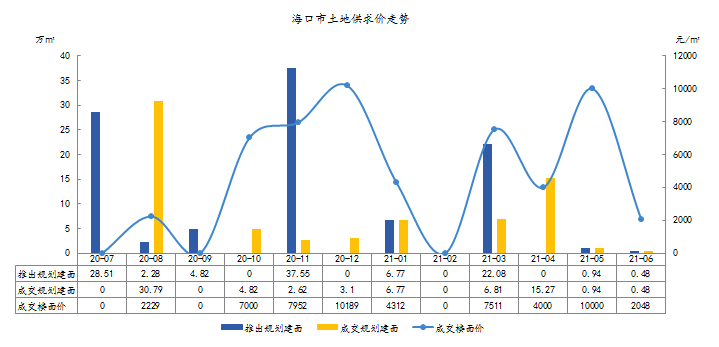 海口市土地供求价走势
万㎡ 元/㎡
40 12000
35 10000
30 8000
25
20 6000
15 4000
10
5 2000
0 0
20-07 20-08 20-09 20-10 20-11 20-12 21-01 21-02 21-03 21-04 21-05 21-06
推出规划建面 28.51 2.28 4.82 0 37.55 0 6.77 0 22.08 0 0.94 0.48
成交规划建面 0 30.79 0 4.82 2.62 3.1 6.77 0 6.81 15.27 0.94 0.48
成交楼面价 0 2229 0 7000 7952 10189 4312 0 7511 4000 10000 2048
推出规划建面 成交规划建面 成交楼面价